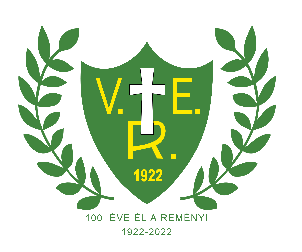 V. E.
R.
1922
100 ÉVE ÉL A REMÉNYI
1922-2022